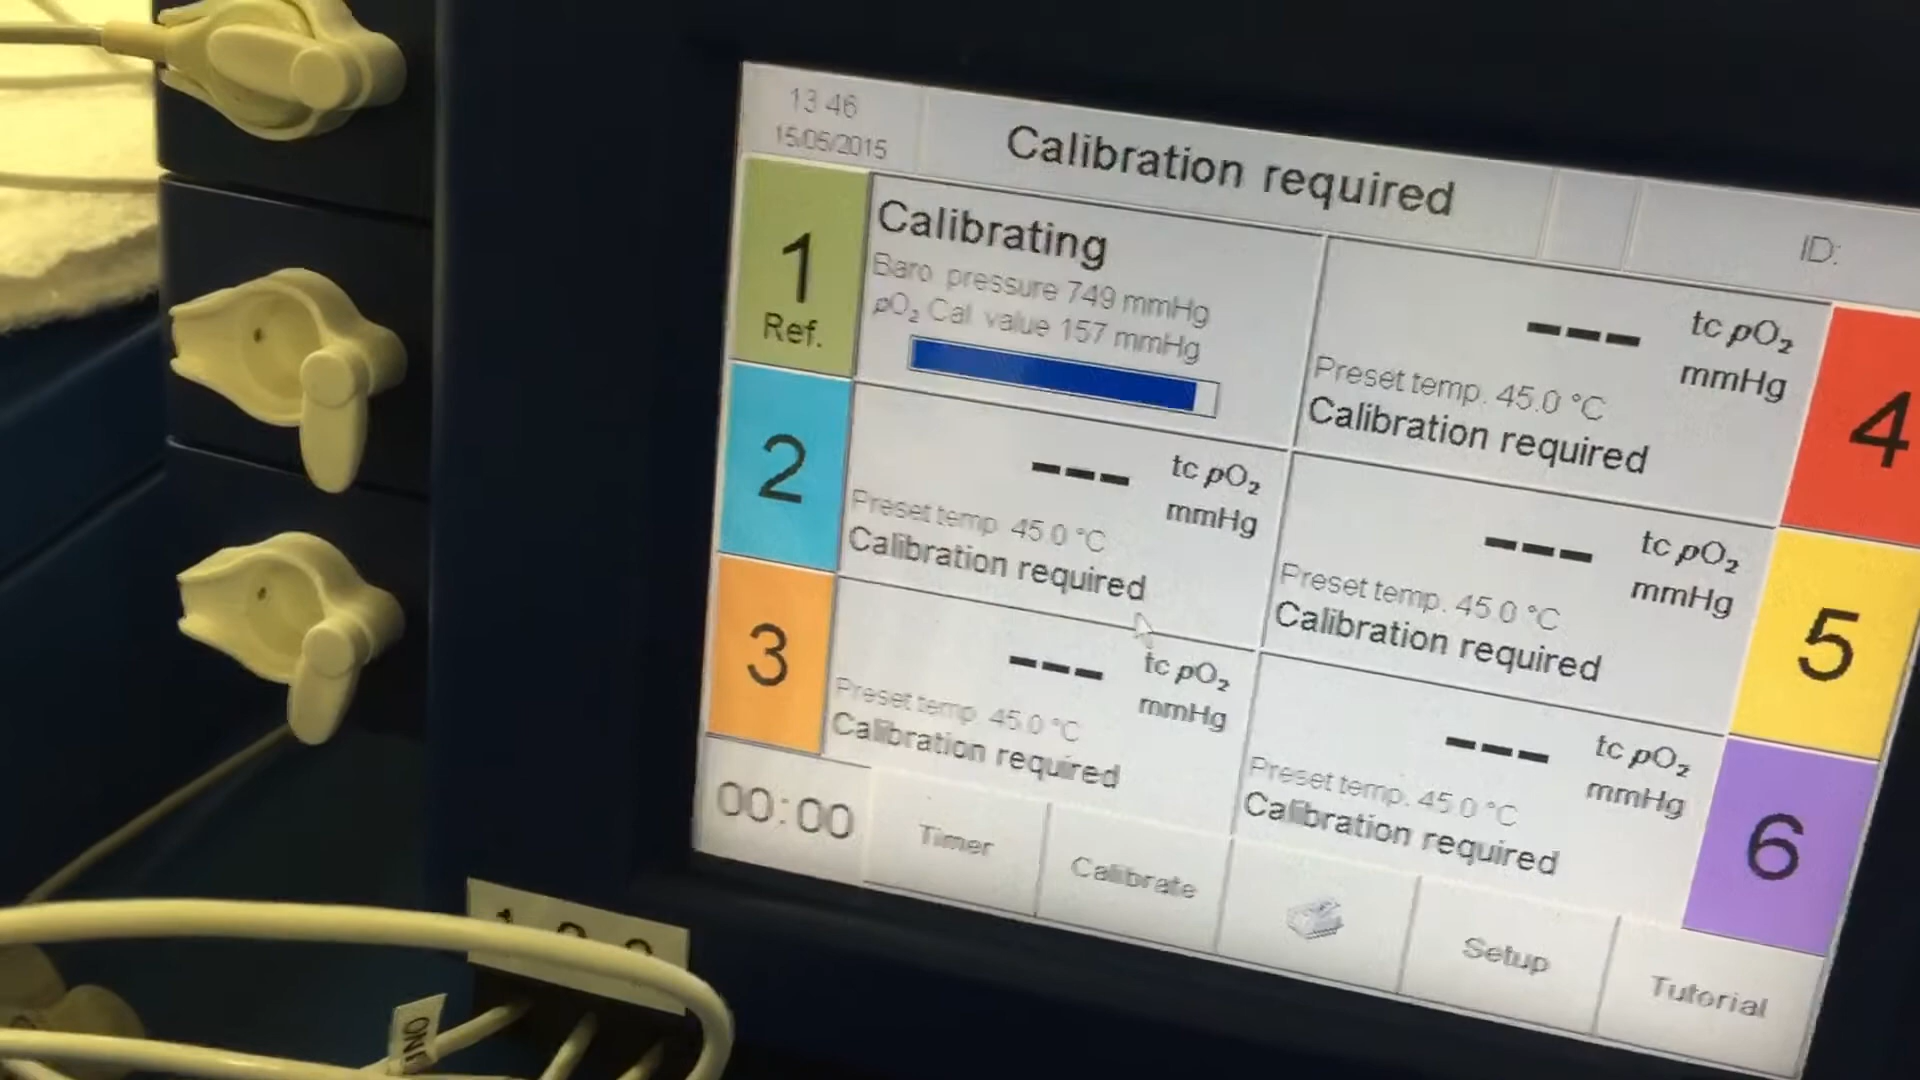 13 46
15/05/2015
Calibration required
ID:
1
Ref.
Calibrating
Baro pressure 749 mmHg
pO₂ Cal value 157 mmHg
2
--- tc pO₂
mmHg
Preset temp 45.0 °C
Calibration required
3
--- tc pO₂
mmHg
Preset temp 45.0 °C
Calibration required
--- tc pO₂
mmHg
Preset temp. 45.0 °C
Calibration required
4
--- tc pO₂
mmHg
Preset temp. 45.0 °C
Calibration required
5
--- tc pO₂
mmHg
Preset temp. 45.0 °C
Calibration required
6
00:00
Timer
Calibrate
Setup
Tutorial
1 2 3